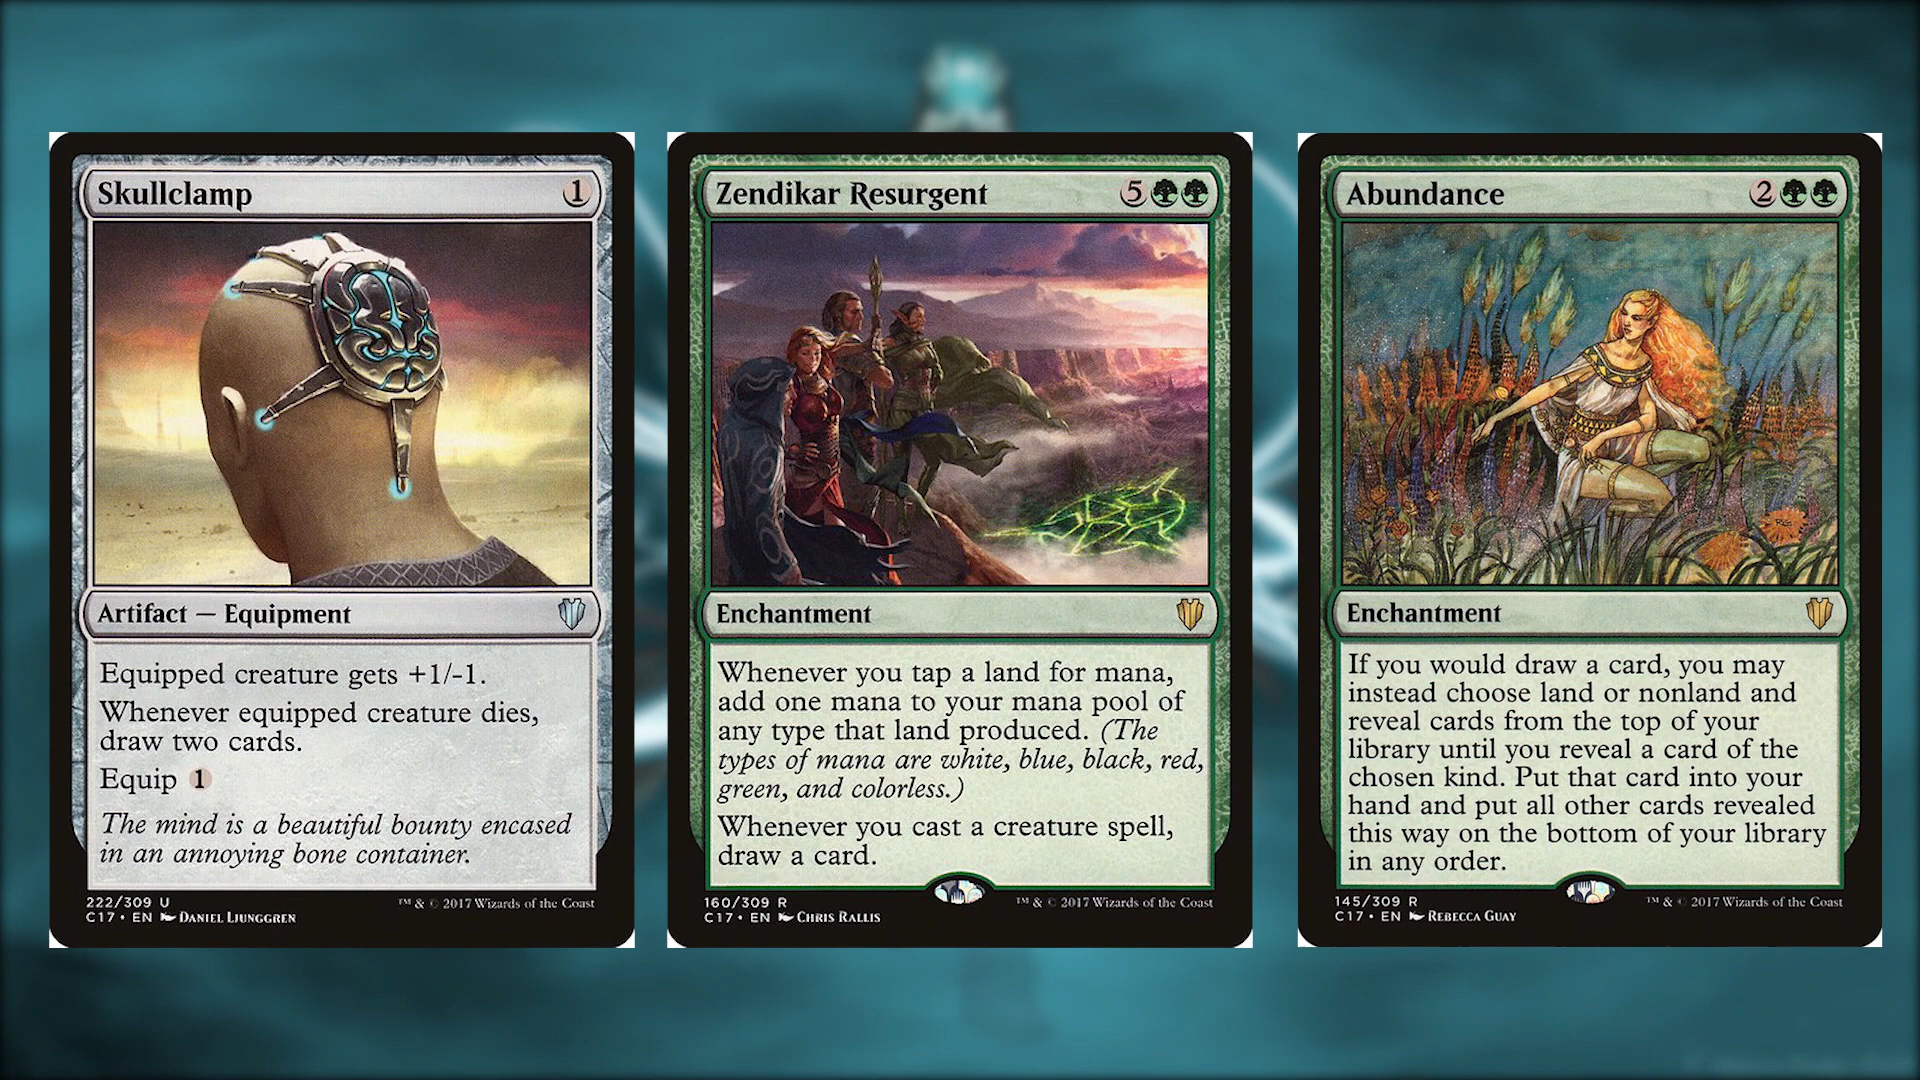 Skullclamp 1
Artifact — Equipment
Equipped creature gets +1/-1.
Whenever equipped creature dies,
draw two cards.
Equip 1
The mind is a beautiful bounty encased
in an annoying bone container.
222/309 U
C17 • EN Daniel Ljunggren
™ & © 2017 Wizards of the Coast
Zendikar Resurgent 5
Enchantment
Whenever you tap a land for mana,
add one mana to your mana pool of
any type that land produced. (The
types of mana are white, blue, black, red,
green, and colorless.)
Whenever you cast a creature spell,
draw a card.
160/309 R
C17 • EN Chris Rallis
™ & © 2017 Wizards of the Coast
Abundance 2
Enchantment
If you would draw a card, you may
instead choose land or nonland and
reveal cards from the top of your
library until you reveal a card of the
chosen kind. Put that card into your
hand and put all other cards revealed
this way on the bottom of your library
in any order.
145/309 R
C17 • EN Rebecca Guay
™ & © 2017 Wizards of the Coast